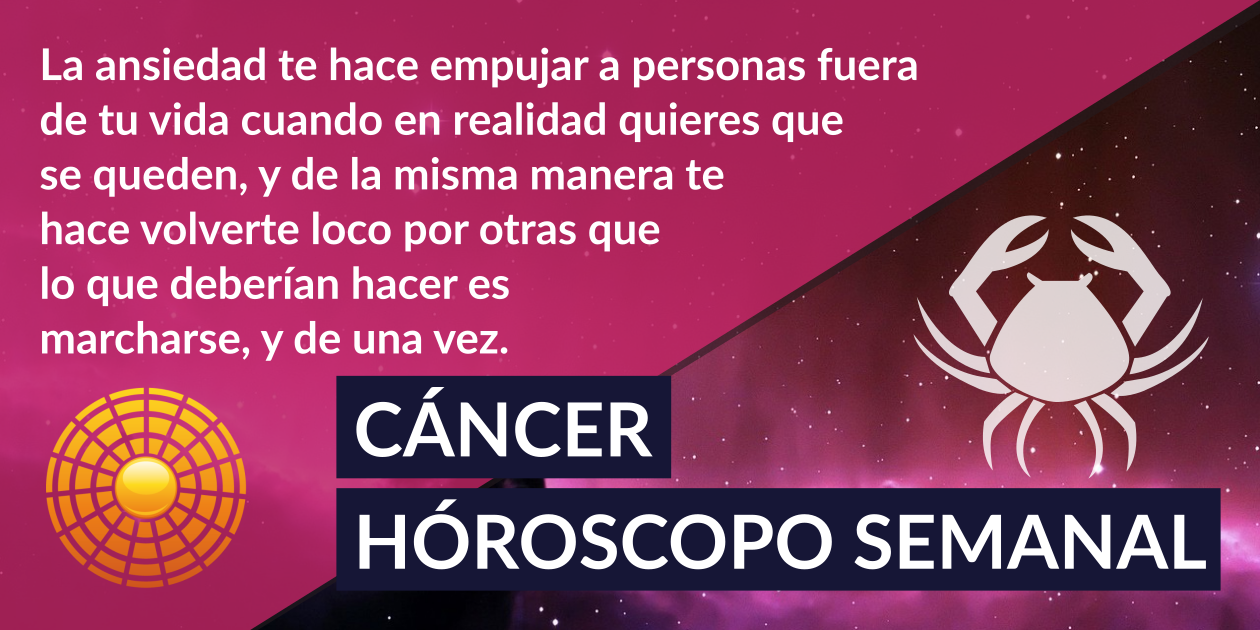 La ansiedad te hace empujar a personas fuera
de tu vida cuando en realidad quieres que
se queden, y de la misma manera te
hace volverte loco por otras que
lo que deberían hacer es
marcharse, y de una vez.
CÁNCER
HÓROSCOPO SEMANAL